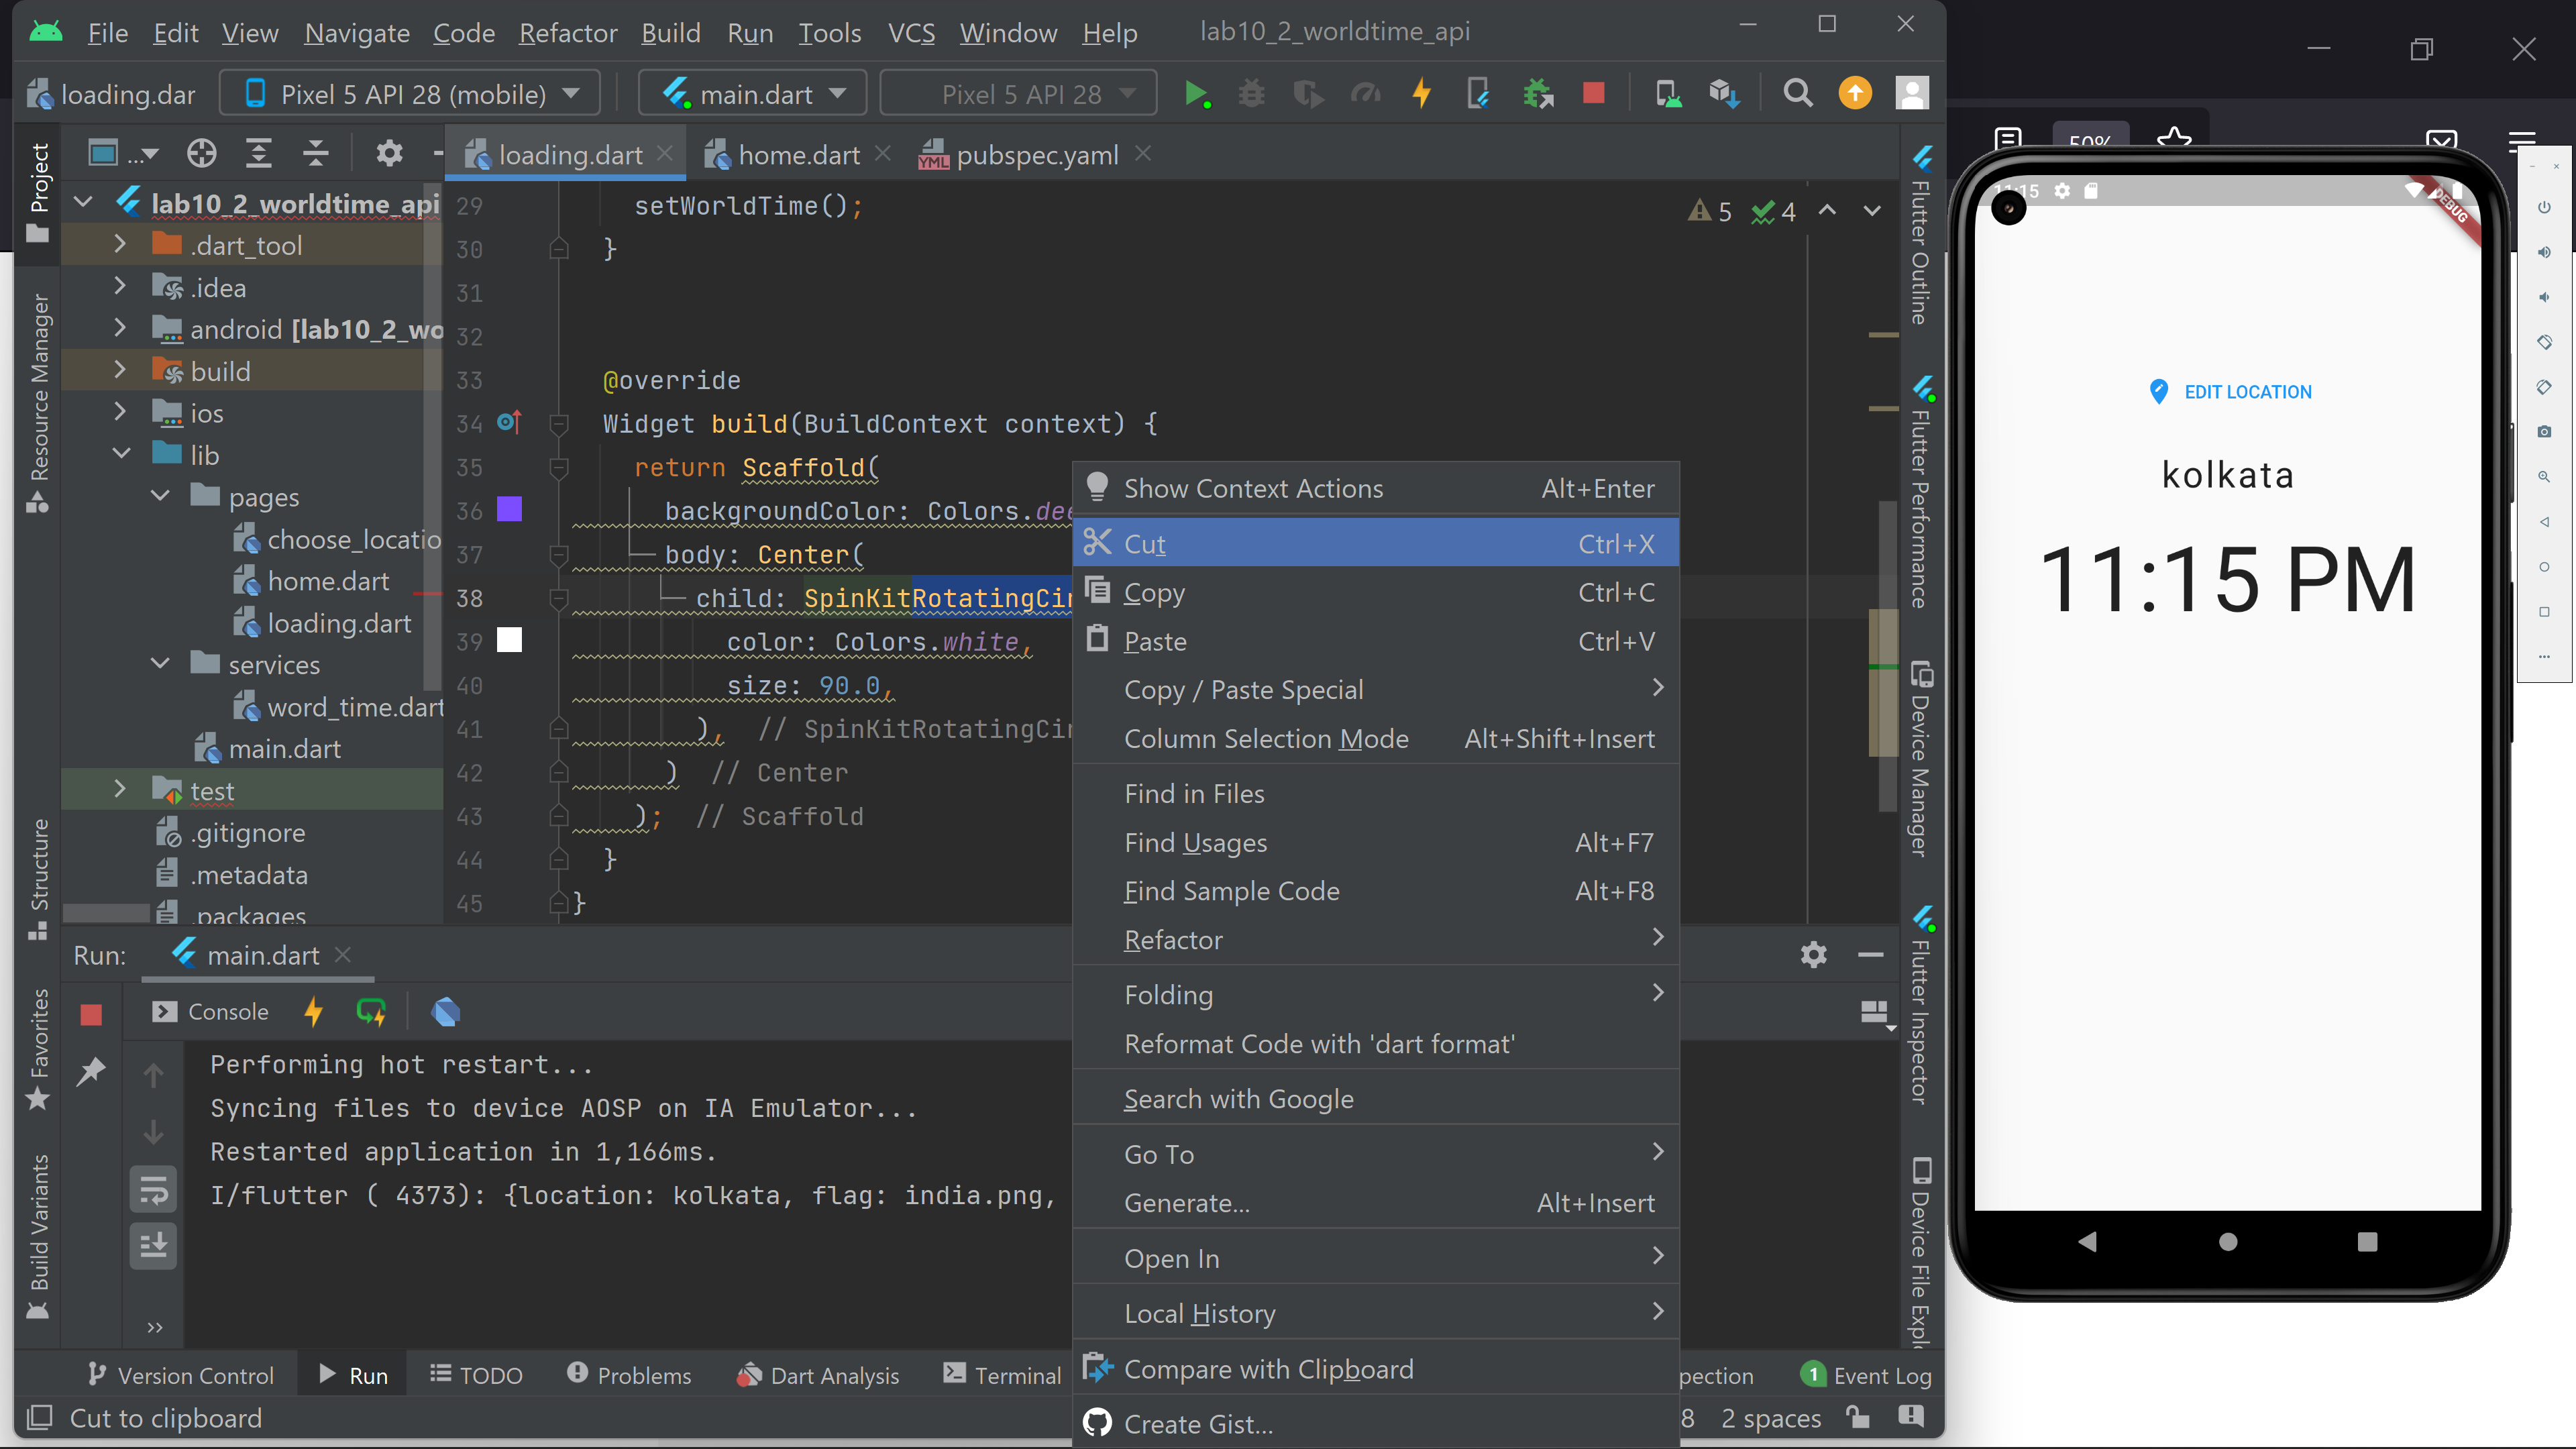 File Edit View Navigate Code Refactor Build Run Tools VCS Window Help lab10_2_worldtime_api
loading.dar Pixel 5 API 28 (mobile) main.dart Pixel 5 API 28
50%
Project
Resource Manager
Structure
Favorites
Build Variants
...
loading.dart home.dart pubspec.yaml
lab10_2_worldtime_api
.dart_tool
.idea
android [lab10_2_wo
build
ios
lib
pages
choose_locatio
home.dart
loading.dart
services
word_time.dart
main.dart
test
.gitignore
.metadata
.packages
5 4
29 setWorldTime();
30 }
31
32
33 @override
34 Widget build(BuildContext context) {
35 return Scaffold(
36 backgroundColor: Colors.dee
37 body: Center(
38 child: SpinKitRotatingCir
39 color: Colors.white,
40 size: 90.0,
41 ), // SpinKitRotatingCir
42 ) // Center
43 ); // Scaffold
44 }
45 }
Show Context Actions Alt+Enter
Cut Ctrl+X
Copy Ctrl+C
Paste Ctrl+V
Copy / Paste Special
Column Selection Mode Alt+Shift+Insert
Find in Files
Find Usages Alt+F7
Find Sample Code Alt+F8
Refactor
Folding
Reformat Code with 'dart format'
Search with Google
Go To
Generate... Alt+Insert
Open In
Local History
Compare with Clipboard
Create Gist...
Flutter Outline
Flutter Performance
Device Manager
Flutter Inspector
Device File Explo
Run: main.dart
Console
Performing hot restart...
Syncing files to device AOSP on IA Emulator...
Restarted application in 1,166ms.
I/flutter ( 4373): {location: kolkata, flag: india.png,
Version Control Run TODO Problems Dart Analysis Terminal pection 1 Event Log
Cut to clipboard 8 2 spaces
11:15
DEBUG
EDIT LOCATION
kolkata
11:15 PM